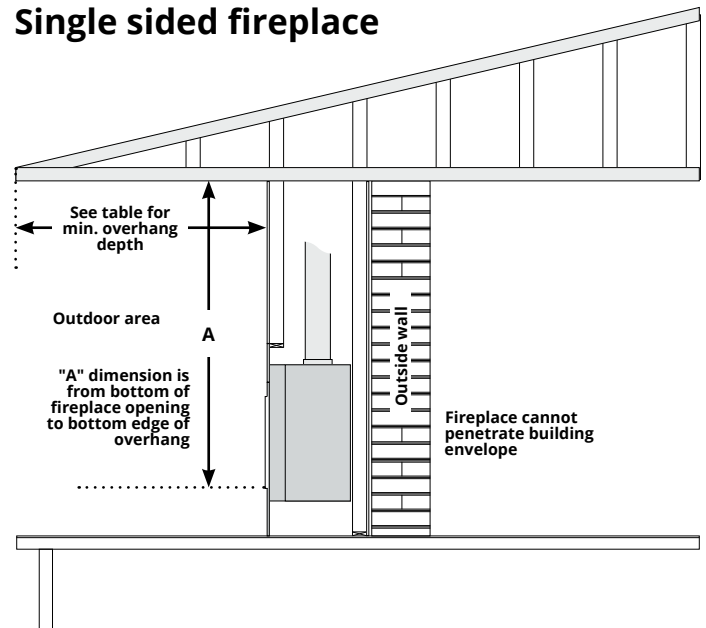 Single sided fireplace
See table for
min. overhang
depth
Outdoor area
A
"A" dimension is
from bottom of
fireplace opening
to bottom edge of
overhang
Outside wall
Fireplace cannot
penetrate building
envelope